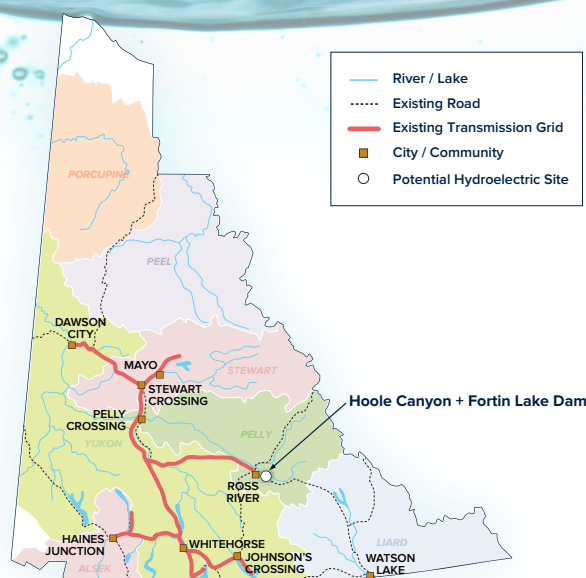 River / Lake
Existing Road
Existing Transmission Grid
City / Community
Potential Hydroelectric Site
PORCUPINE
PEEL
DAWSON
CITY
MAYO
STEWART
STEWART
CROSSING
Hoole Canyon + Fortin Lake Dam
PELLY
CROSSING
PELLY
YUKON
ROSS
RIVER
HAINES
JUNCTION
WHITEHORSE
LIARD
JOHNSON'S
CROSSING
WATSON
LAKE
ALSEK